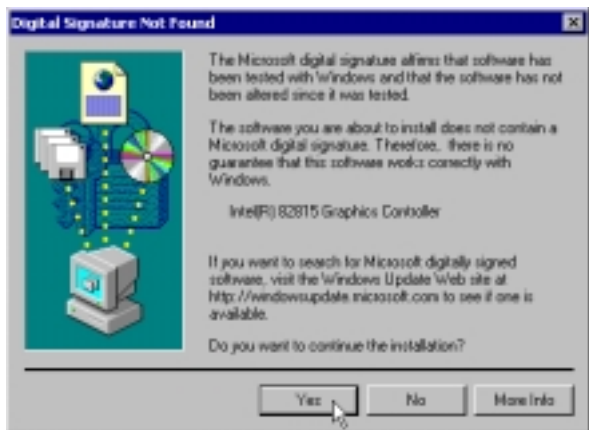 Digital Signature Not Found
The Microsoft digital signature affirms that software has
been tested with Windows and that the software has not
been altered since it was tested.
The software you are about to install does not contain a
Microsoft digital signature. Therefore, there is no
guarantee that this software works correctly with
Windows.
Intel(R) 82815 Graphics Controller
If you want to search for Microsoft digitally signed
software, visit the Windows Update Web site at
http://windowsupdate.microsoft.com to see if one is
available.
Do you want to continue the installation?
Yes No More Info